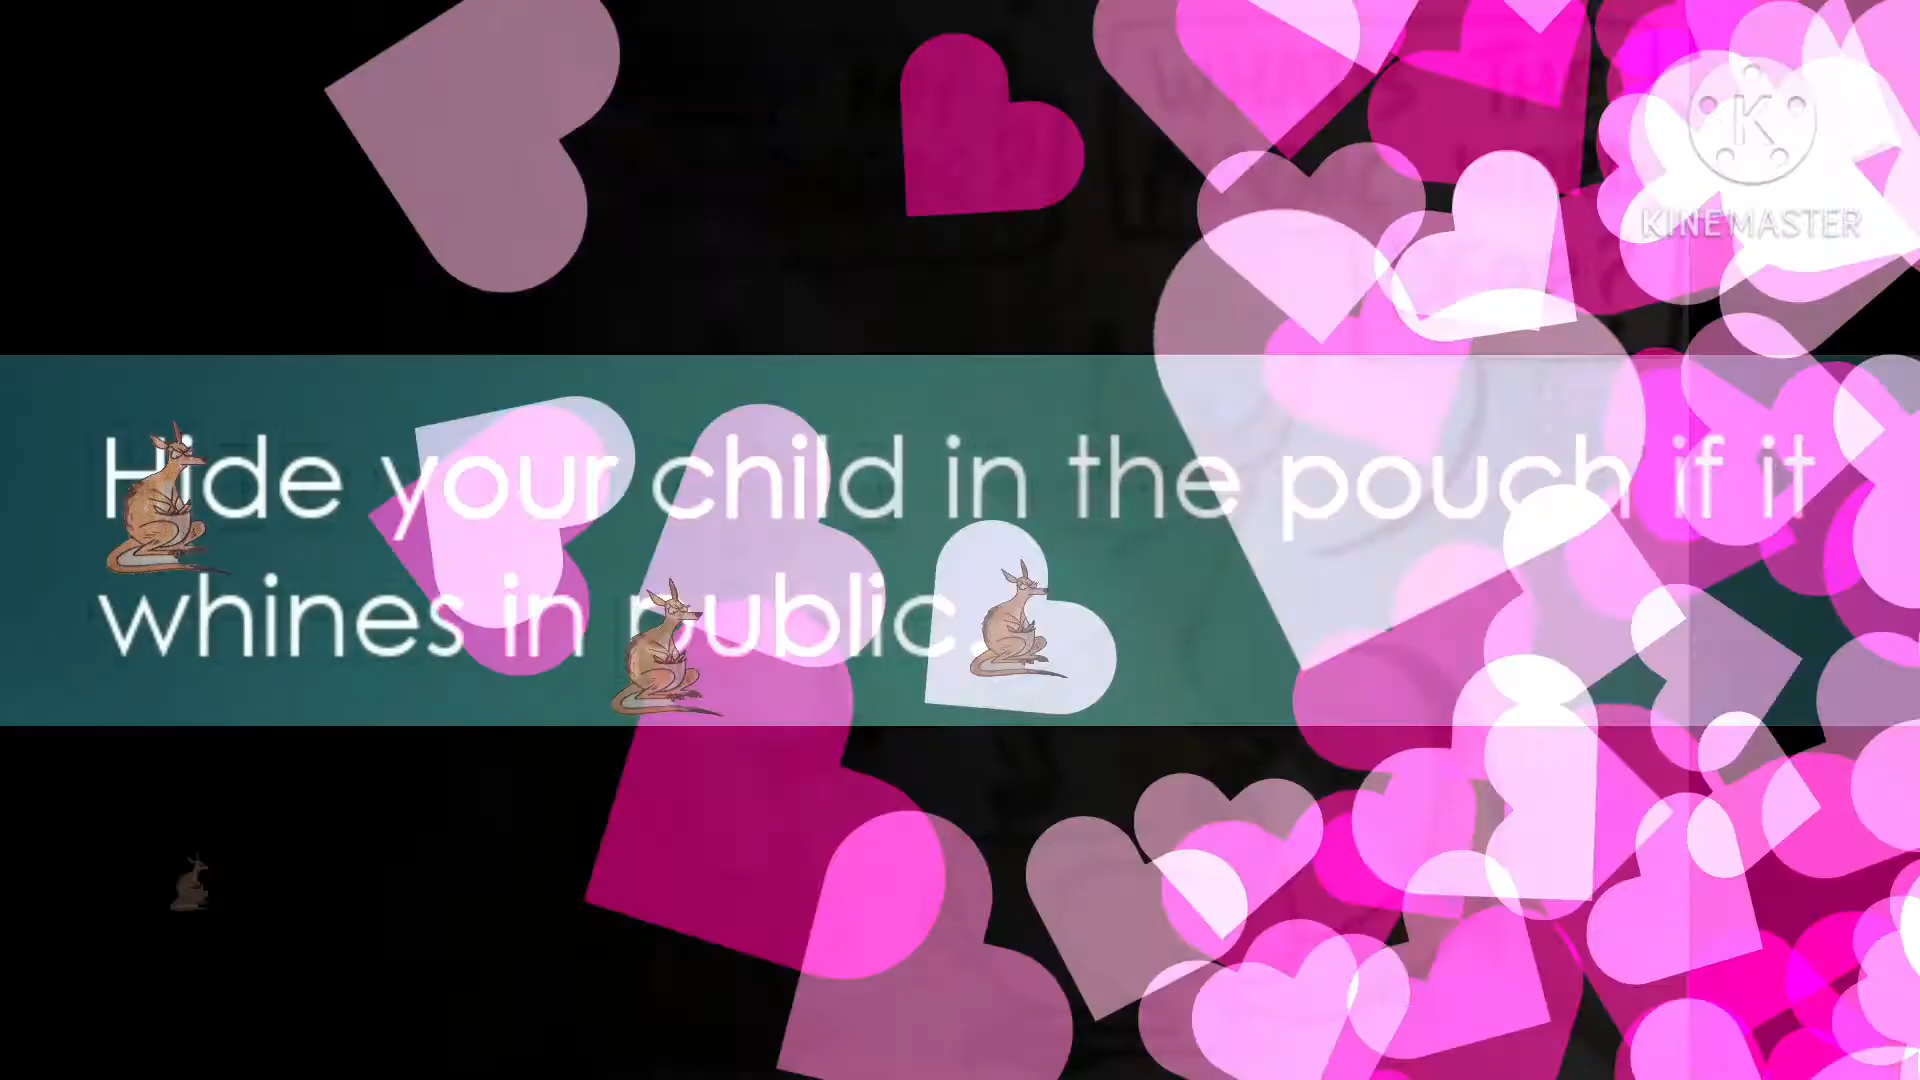 K
KINEMASTER
Hide your child in the pouch if it
whines in public.